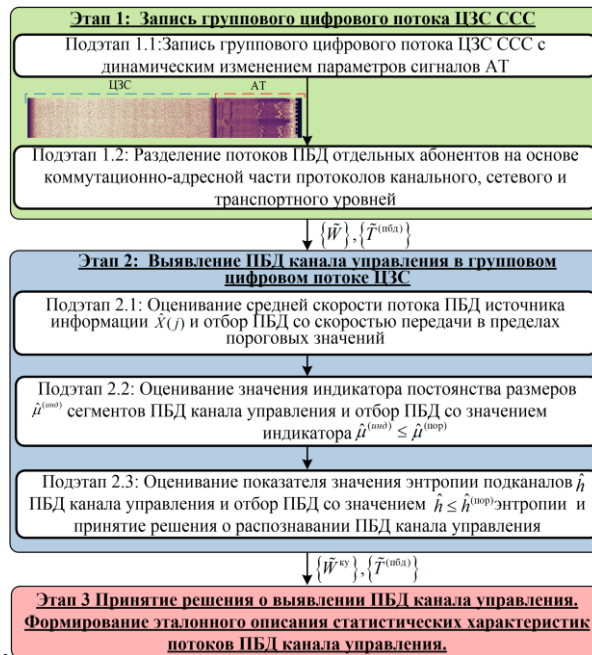 Этап 1: Запись группового цифрового потока ЦЗС ССС
Подэтап 1.1:Запись группового цифрового потока ЦЗС ССС с
динамическим изменением параметров сигналов АТ
ЦЗС АТ
Подэтап 1.2: Разделение потоков ПБД отдельных абонентов на основе
коммутационно-адресной части протоколов канального, сетевого и
транспортного уровней
{W̃},{T̃^(пбд)}
Этап 2: Выявление ПБД канала управления в групповом
цифровом потоке ЦЗС
Подэтап 2.1: Оценивание средней скорости потока ПБД источника
информации X̂(j) и отбор ПБД со скоростью передачи в пределах
пороговых значений
Подэтап 2.2: Оценивание значения индикатора постоянства размеров
μ̂^(инд) сегментов ПБД канала управления и отбор ПБД со значением
индикатора μ̂^(инд) ≤ μ̂^(пор)
Подэтап 2.3: Оценивание показателя значения энтропии подканалов ĥ
ПБД канала управления и отбор ПБД со значением ĥ ≤ ĥ^(пор) энтропии и
принятие решения о распознавании ПБД канала управления
{W̃^ку},{T̃^(пбд)}
Этап 3 Принятие решения о выявлении ПБД канала управления.
Формирование эталонного описания статистических характеристик
потоков ПБД канала управления.